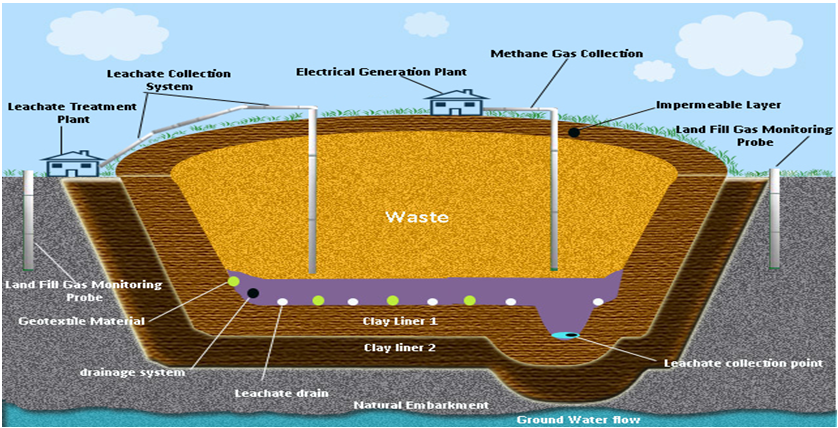 Methane Gas Collection
Leachate Collection
System
Electrical Generation Plant
Leachate Treatment
Plant
Impermeable Layer
Land Fill Gas Monitoring
Probe
Waste
Land Fill Gas Monitoring
Probe
Geotextile Material
Clay Liner 1
Clay liner 2
drainage system
Leachate collection point
Leachate drain
Natural Embarkment
Ground Water flow